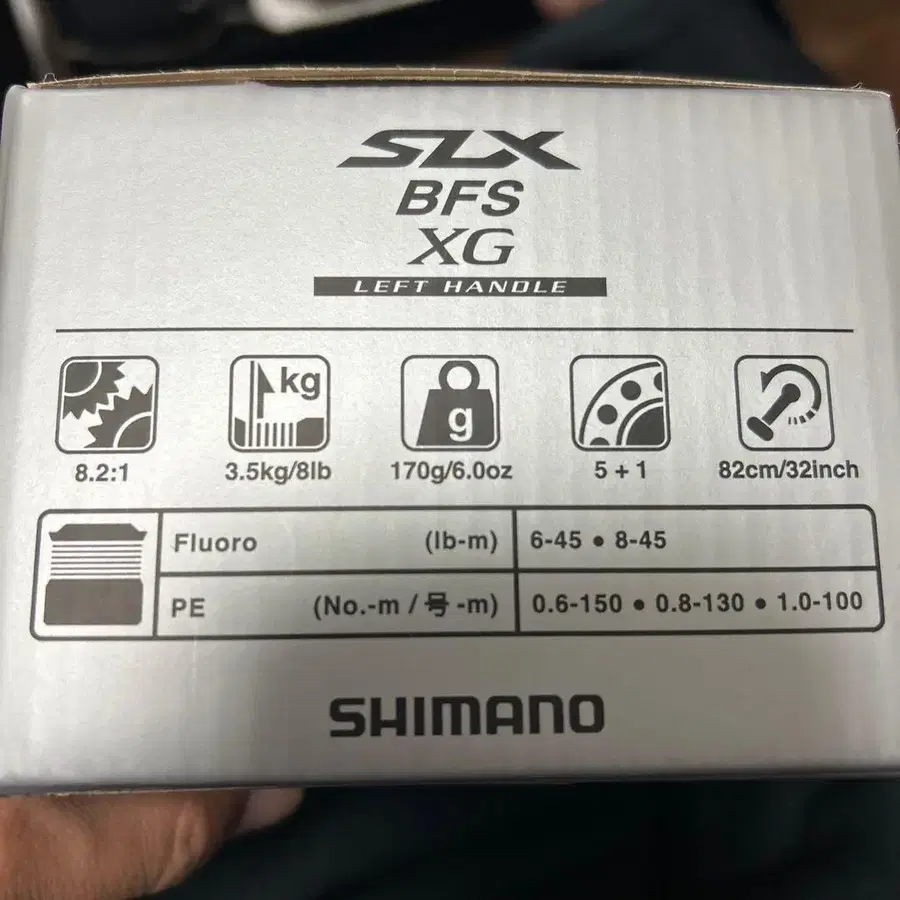 SLX
BFS
XG
LEFT HANDLE
kg
g
8.2:1
3.5kg/8lb
170g/6.0oz
5 + 1
82cm/32inch
Fluoro (lb-m) 6-45 ● 8-45
PE (No.-m / 号 -m) 0.6-150 ● 0.8-130 ● 1.0-100
SHIMANO